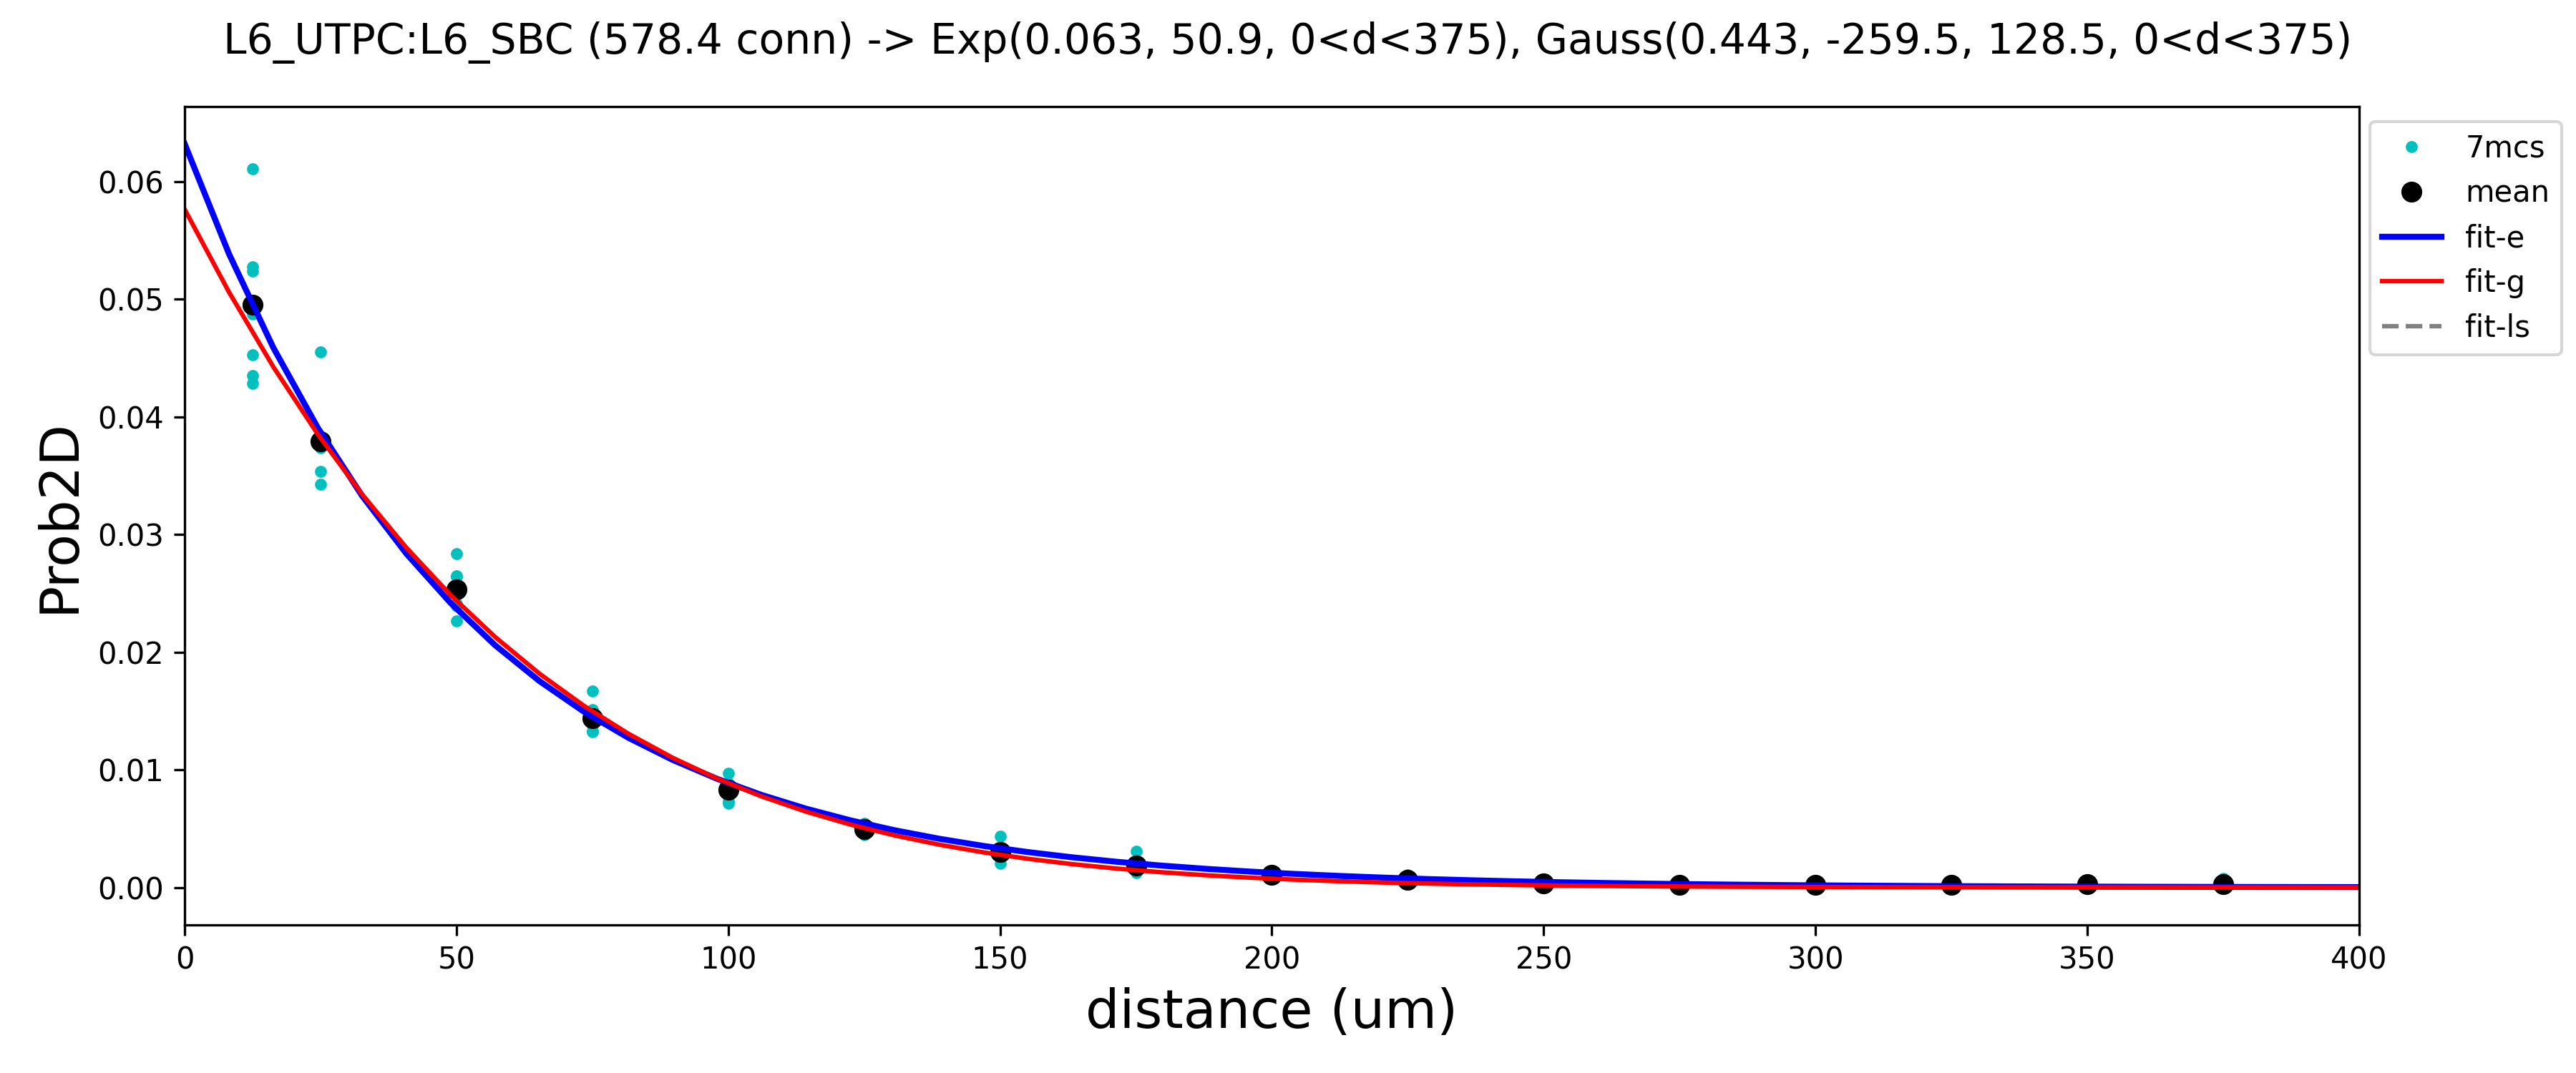 L6_UTPC:L6_SBC (578.4 conn) -> Exp(0.063, 50.9, 0<d<375), Gauss(0.443, -259.5, 128.5, 0<d<375)
7mcs
mean
fit-e
fit-g
fit-ls
Prob2D
0.06
0.05
0.04
0.03
0.02
0.01
0.00
0 50 100 150 200 250 300 350 400
distance (um)